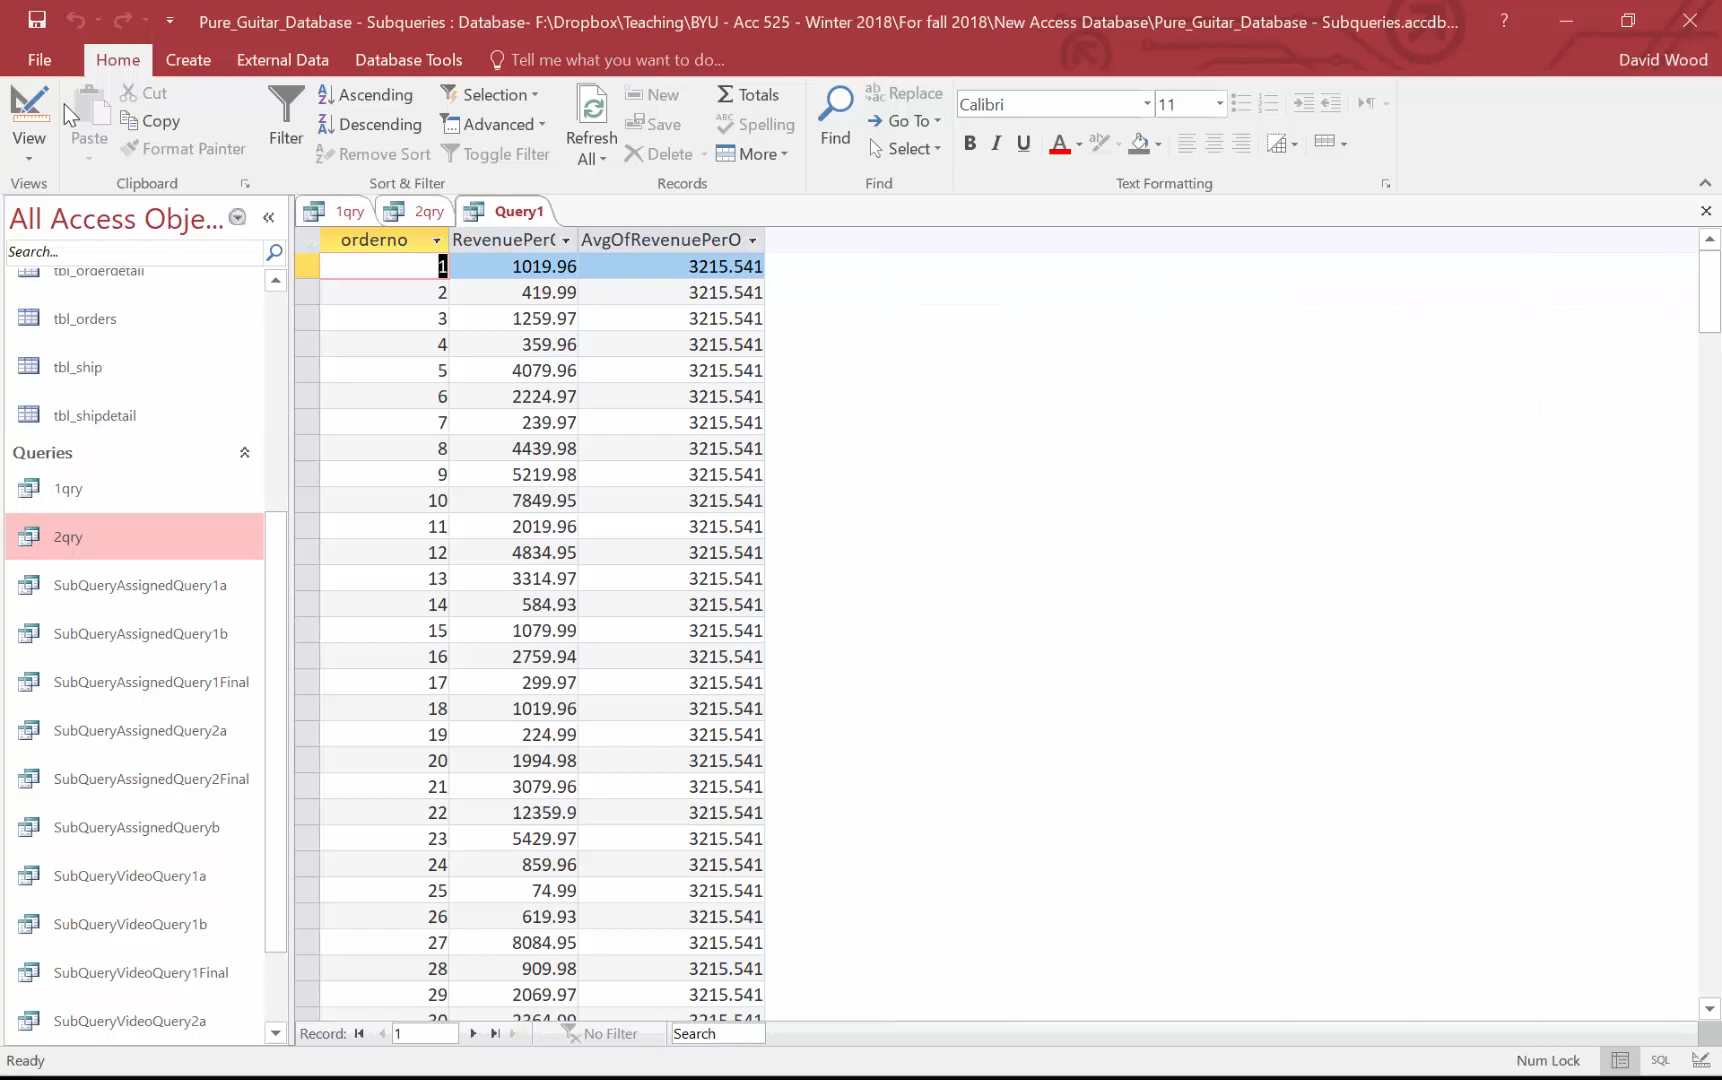 Pure_Guitar_Database - Subqueries : Database- F:\Dropbox\Teaching\BYU - Acc 525 - Winter 2018\For fall 2018\New Access Database\Pure_Guitar_Database - Subqueries.accdb... ?
File Home Create External Data Database Tools Tell me what you want to do... David Wood
View Paste Cut Copy Format Painter
Filter Ascending Descending Remove Sort Selection Advanced Toggle Filter
Refresh All New Save Delete Totals Spelling More
Find Replace Go To Select
Calibri 11
B I U A
Views Clipboard Sort & Filter Records Find Text Formatting
All Access Obje...
Search...
tbl_orderdetail
tbl_orders
tbl_ship
tbl_shipdetail
Queries
1qry
2qry
SubQueryAssignedQuery1a
SubQueryAssignedQuery1b
SubQueryAssignedQuery1Final
SubQueryAssignedQuery2a
SubQueryAssignedQuery2Final
SubQueryAssignedQueryb
SubQueryVideoQuery1a
SubQueryVideoQuery1b
SubQueryVideoQuery1Final
SubQueryVideoQuery2a
1qry 2qry Query1
orderno RevenuePerO AvgOfRevenuePerO
1 1019.96 3215.541
2 419.99 3215.541
3 1259.97 3215.541
4 359.96 3215.541
5 4079.96 3215.541
6 2224.97 3215.541
7 239.97 3215.541
8 4439.98 3215.541
9 5219.98 3215.541
10 7849.95 3215.541
11 2019.96 3215.541
12 4834.95 3215.541
13 3314.97 3215.541
14 584.93 3215.541
15 1079.99 3215.541
16 2759.94 3215.541
17 299.97 3215.541
18 1019.96 3215.541
19 224.99 3215.541
20 1994.98 3215.541
21 3079.96 3215.541
22 12359.9 3215.541
23 5429.97 3215.541
24 859.96 3215.541
25 74.99 3215.541
26 619.93 3215.541
27 8084.95 3215.541
28 909.98 3215.541
29 2069.97 3215.541
30 2364.99 3215.541
Record: 1 No Filter Search
Ready Num Lock SQL